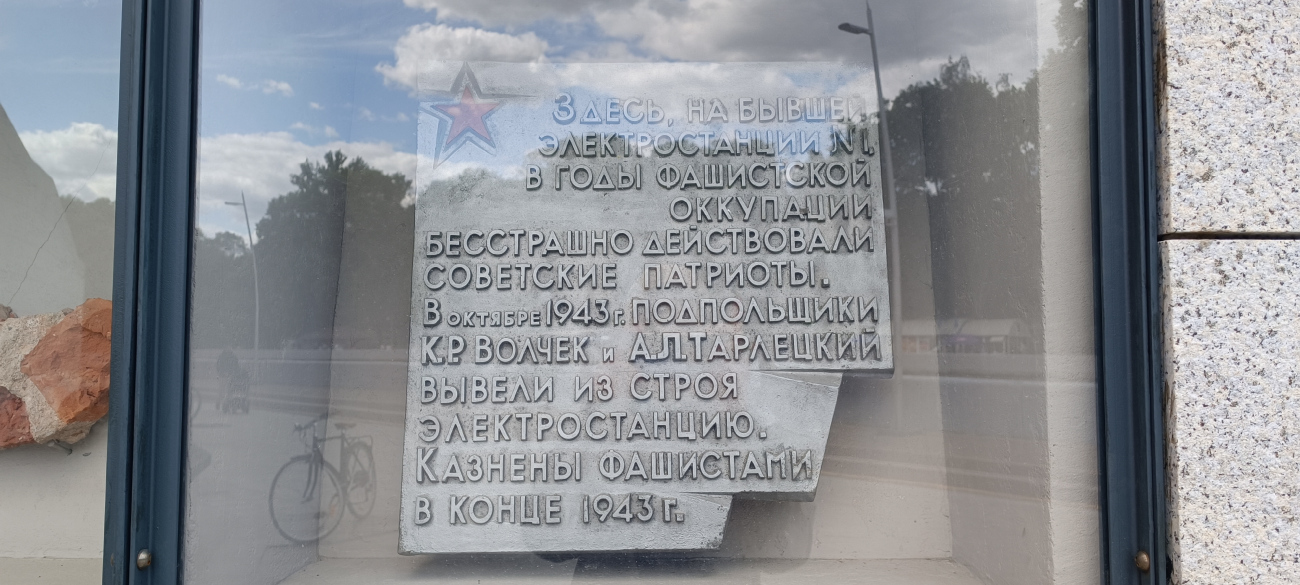 Здесь, на бывшей
электростанции №1,
в годы фашистской
оккупации
бесстрашно действовали
советские патриоты.
В октябре 1943 г. подпольщики
К.Р. Волчек и А.Л. Тарлецкий
вывели из строя
электростанцию.
Казнены фашистами
в конце 1943 г.